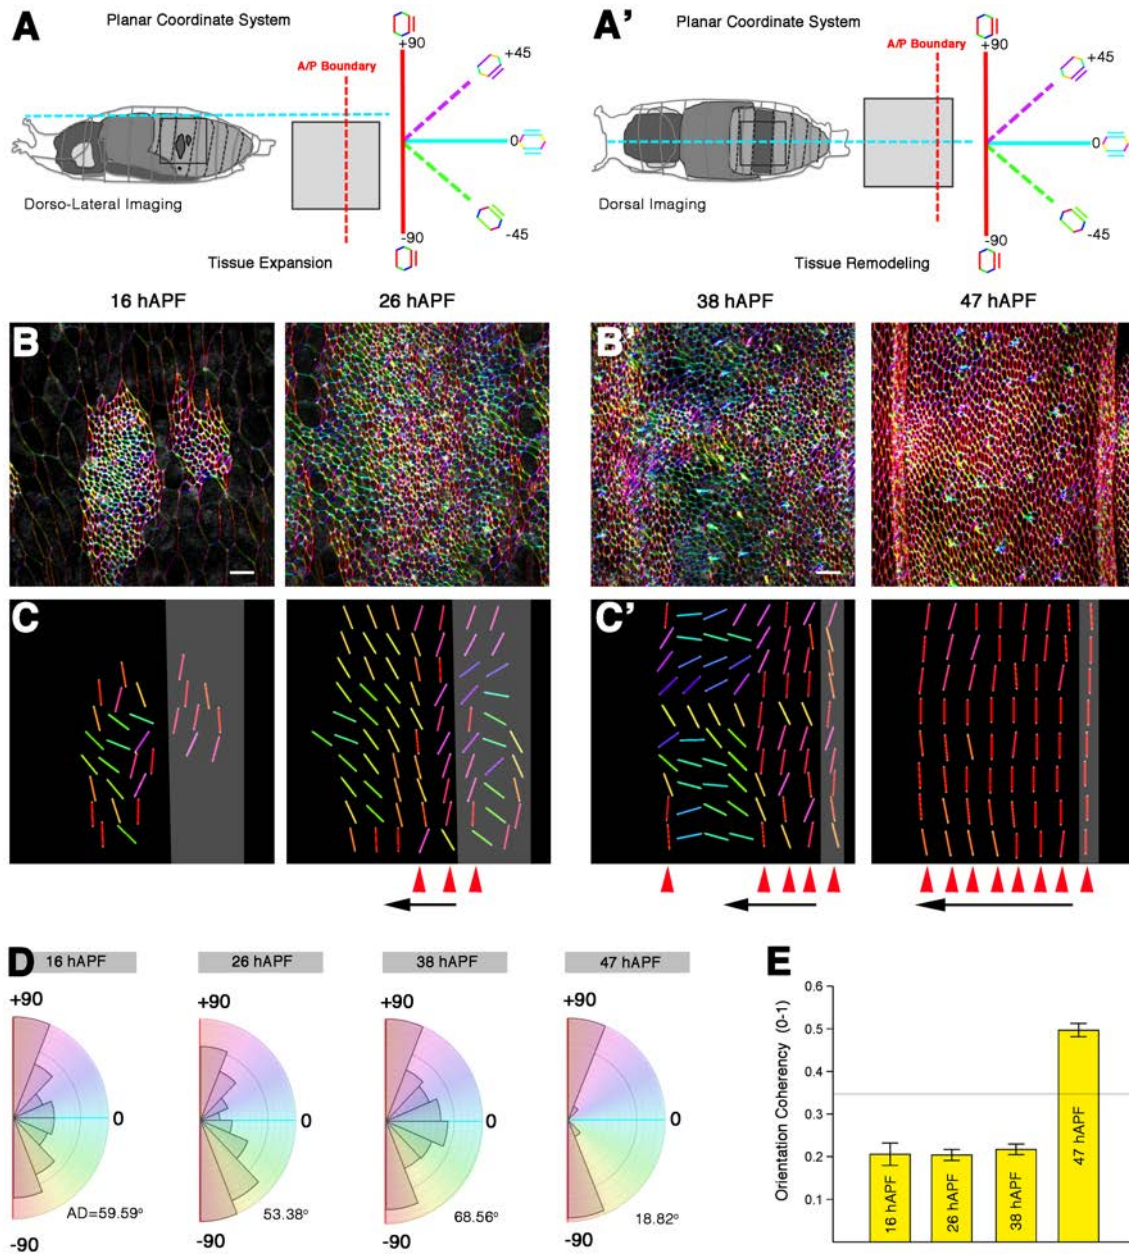 A
Planar Coordinate System
A/P Boundary
+90
+45
0
-45
-90
Dorso-Lateral Imaging
Tissue Expansion
A'
Planar Coordinate System
A/P Boundary
+90
+45
0
-45
-90
Dorsal Imaging
Tissue Remodeling
16 hAPF
26 hAPF
38 hAPF
47 hAPF
B
B'
C
C'
D
16 hAPF
26 hAPF
38 hAPF
47 hAPF
+90
+90
+90
+90
0
0
0
0
AD=59.59°
53.38°
68.56°
18.82°
-90
-90
-90
-90
E
Orientation Coherency (0-1)
0.6
0.5
0.4
0.3
0.2
0.1
16 hAPF
26 hAPF
38 hAPF
47 hAPF